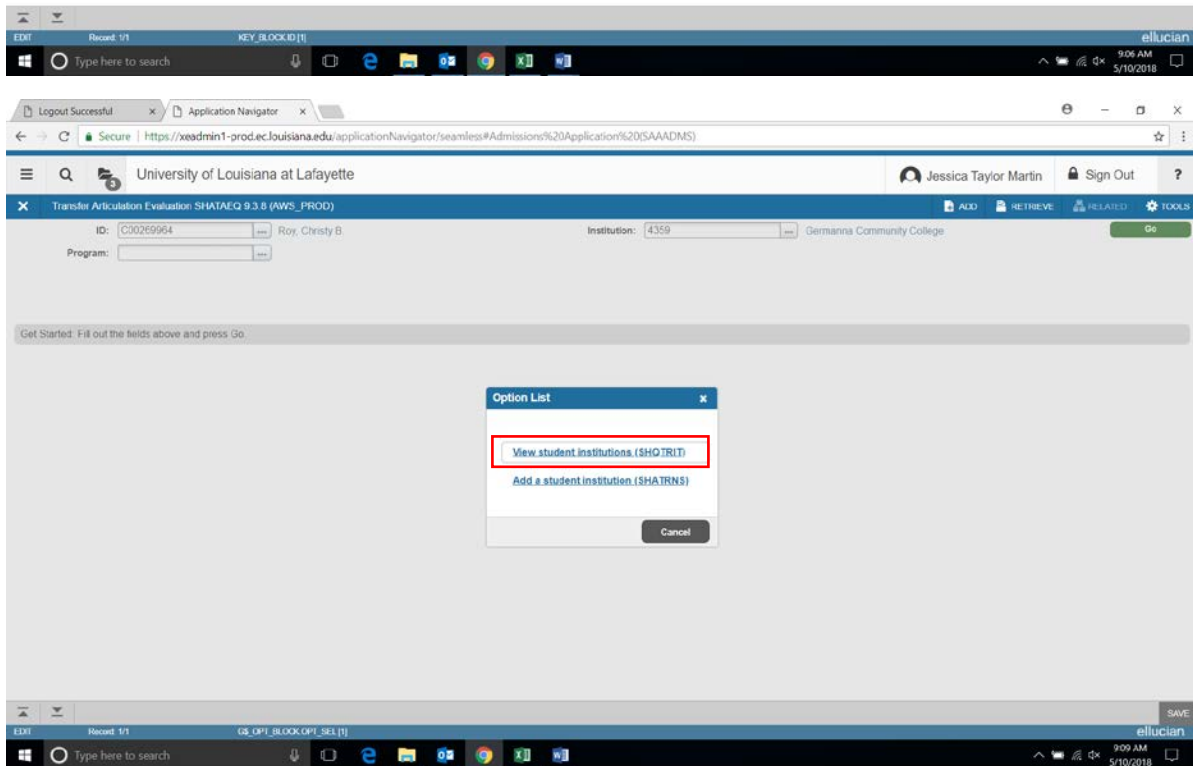 EDIT Record: 1/1 KEY_BLOCK.ID [1] ellucian
Type here to search 9:06 AM
5/10/2018
Logout Successful Application Navigator
Secure https://xeadmin1-prod.ec.louisiana.edu/applicationNavigator/seamless#Admissions%20Application%20(SAAADMS)
3 University of Louisiana at Lafayette Jessica Taylor Martin Sign Out ?
Transfer Articulation Evaluation SHATAEQ 9.3.8 (AWS_PROD) ADD RETRIEVE RELATED TOOLS
ID: C00269964 ... Roy, Christy B. Institution: 4359 ... Germanna Community College Go
Program: ...
Get Started: Fill out the fields above and press Go.
Option List
View student institutions (SHQTRIT)
Add a student institution (SHATRNS)
Cancel
SAVE
EDIT Record: 1/1 G$_OPT_BLOCK.OPT_SEL [1] ellucian
Type here to search 9:09 AM
5/10/2018